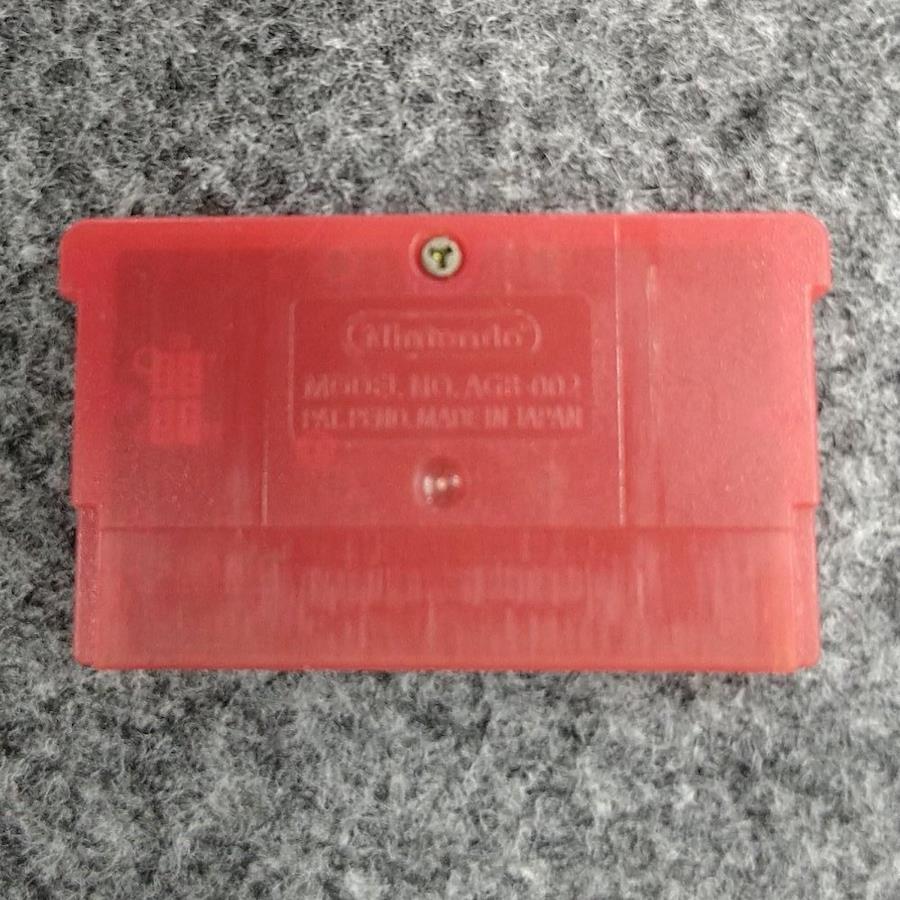 Nintendo
MODEL NO. AGB-002
PAT. PEND. MADE IN JAPAN